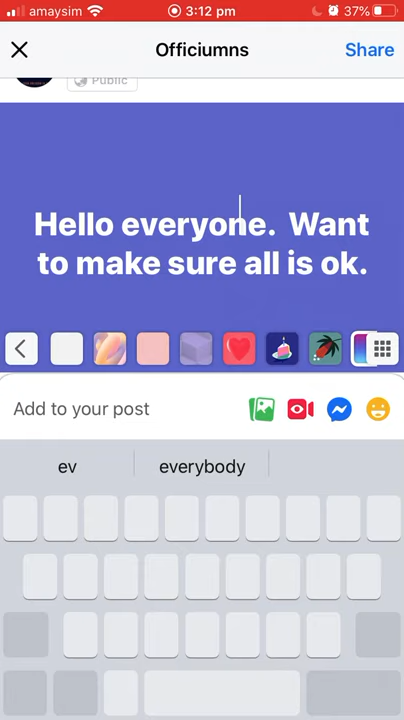 amaysim 3:12 pm 37%
Officiumns Share
Public
Hello everyone.  Want
to make sure all is ok.
Add to your post
ev everybody